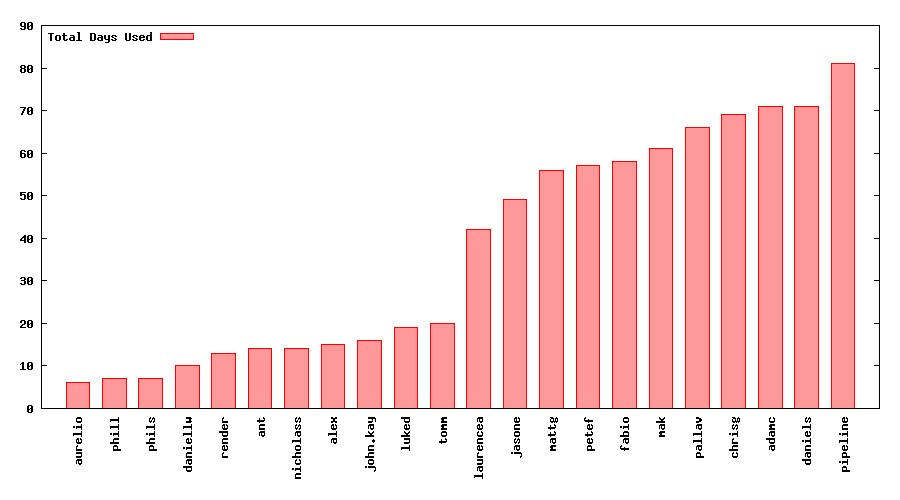 90
Total Days Used
80
70
60
50
40
30
20
10
0
aurelio
phill
phils
daniellw
render
ant
nicholass
alex
john.kay
luked
tomm
laurencea
jasone
mattg
petef
fabio
mak
pallav
chrisg
adamc
daniels
pipeline